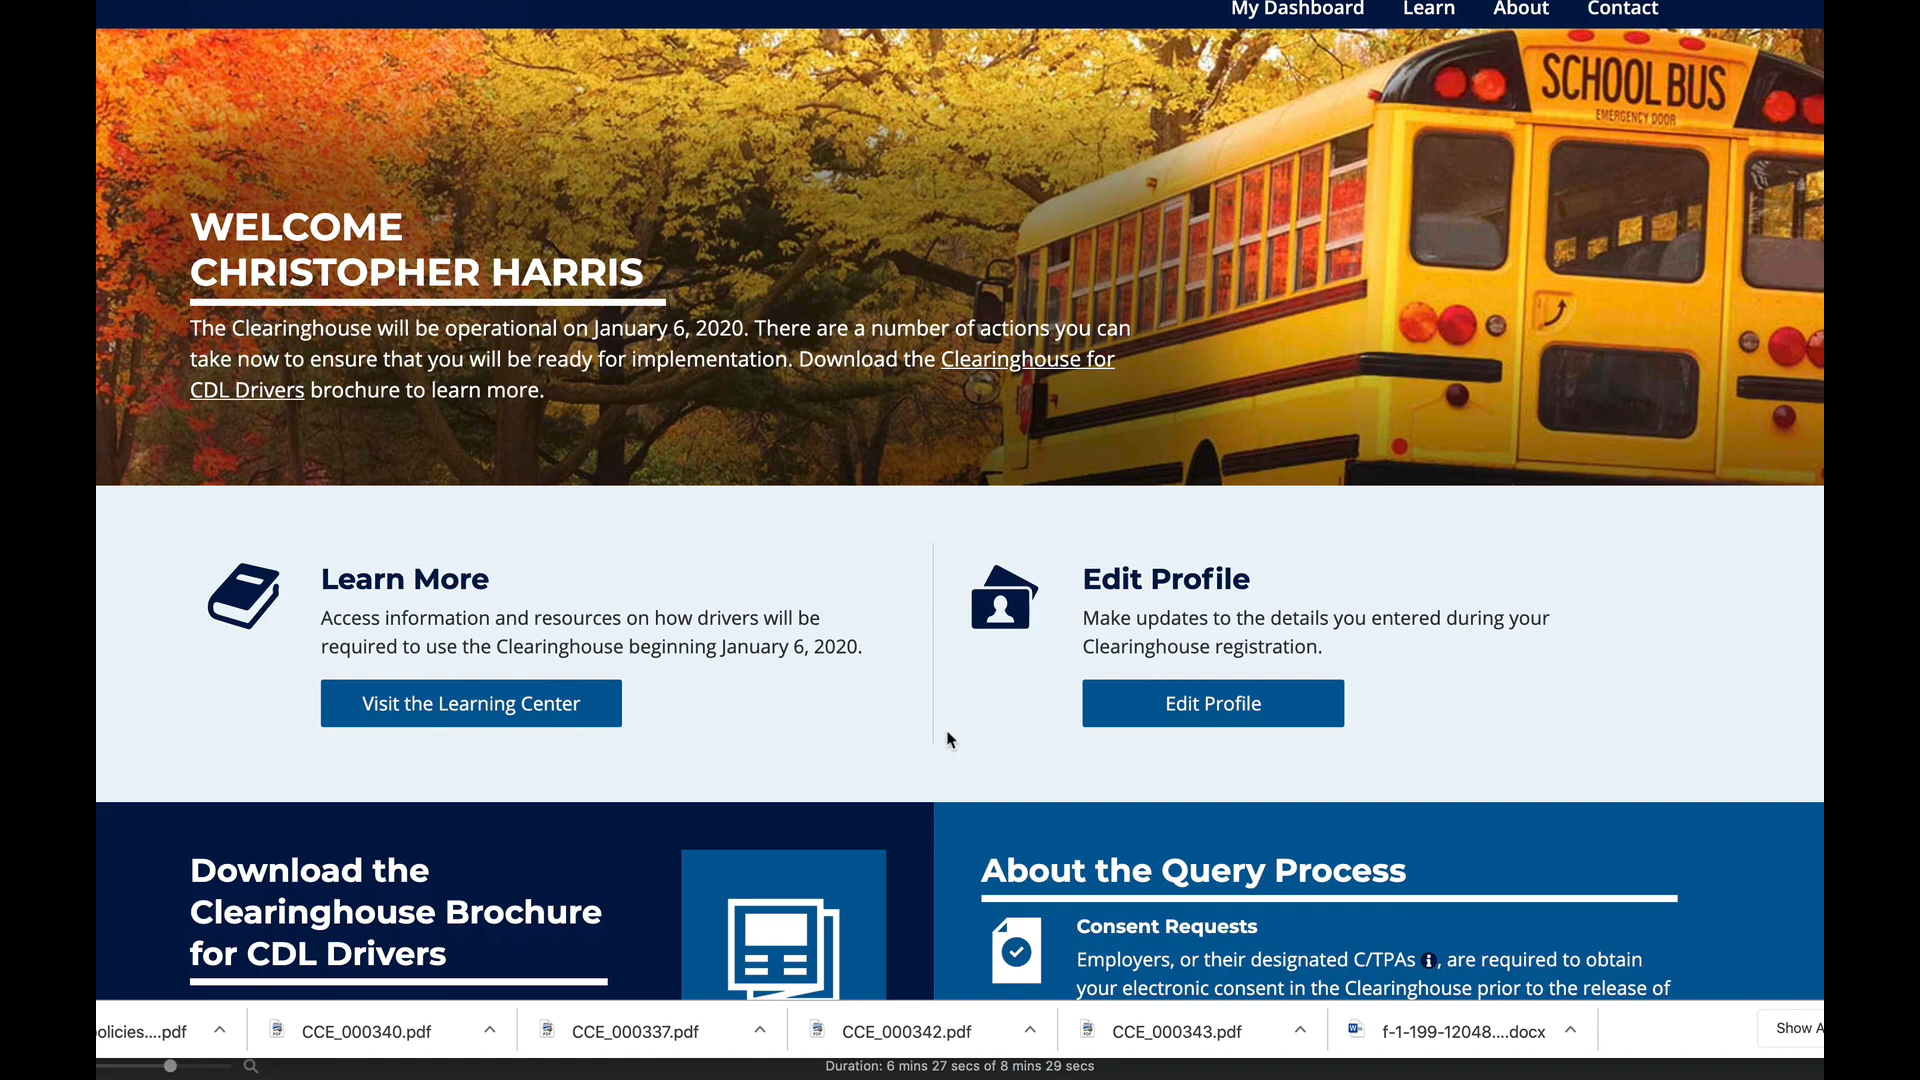 My Dashboard Learn About Contact
SCHOOL BUS
EMERGENCY DOOR
WELCOME
CHRISTOPHER HARRIS
The Clearinghouse will be operational on January 6, 2020. There are a number of actions you can
take now to ensure that you will be ready for implementation. Download the Clearinghouse for
CDL Drivers brochure to learn more.
Learn More
Access information and resources on how drivers will be
required to use the Clearinghouse beginning January 6, 2020.
Visit the Learning Center
Edit Profile
Make updates to the details you entered during your
Clearinghouse registration.
Edit Profile
Download the
Clearinghouse Brochure
for CDL Drivers
About the Query Process
Consent Requests
Employers, or their designated C/TPAs i, are required to obtain
your electronic consent in the Clearinghouse prior to the release of
olicies....pdf CCE_000340.pdf CCE_000337.pdf CCE_000342.pdf CCE_000343.pdf f-1-199-12048....docx Show A
Duration: 6 mins 27 secs of 8 mins 29 secs